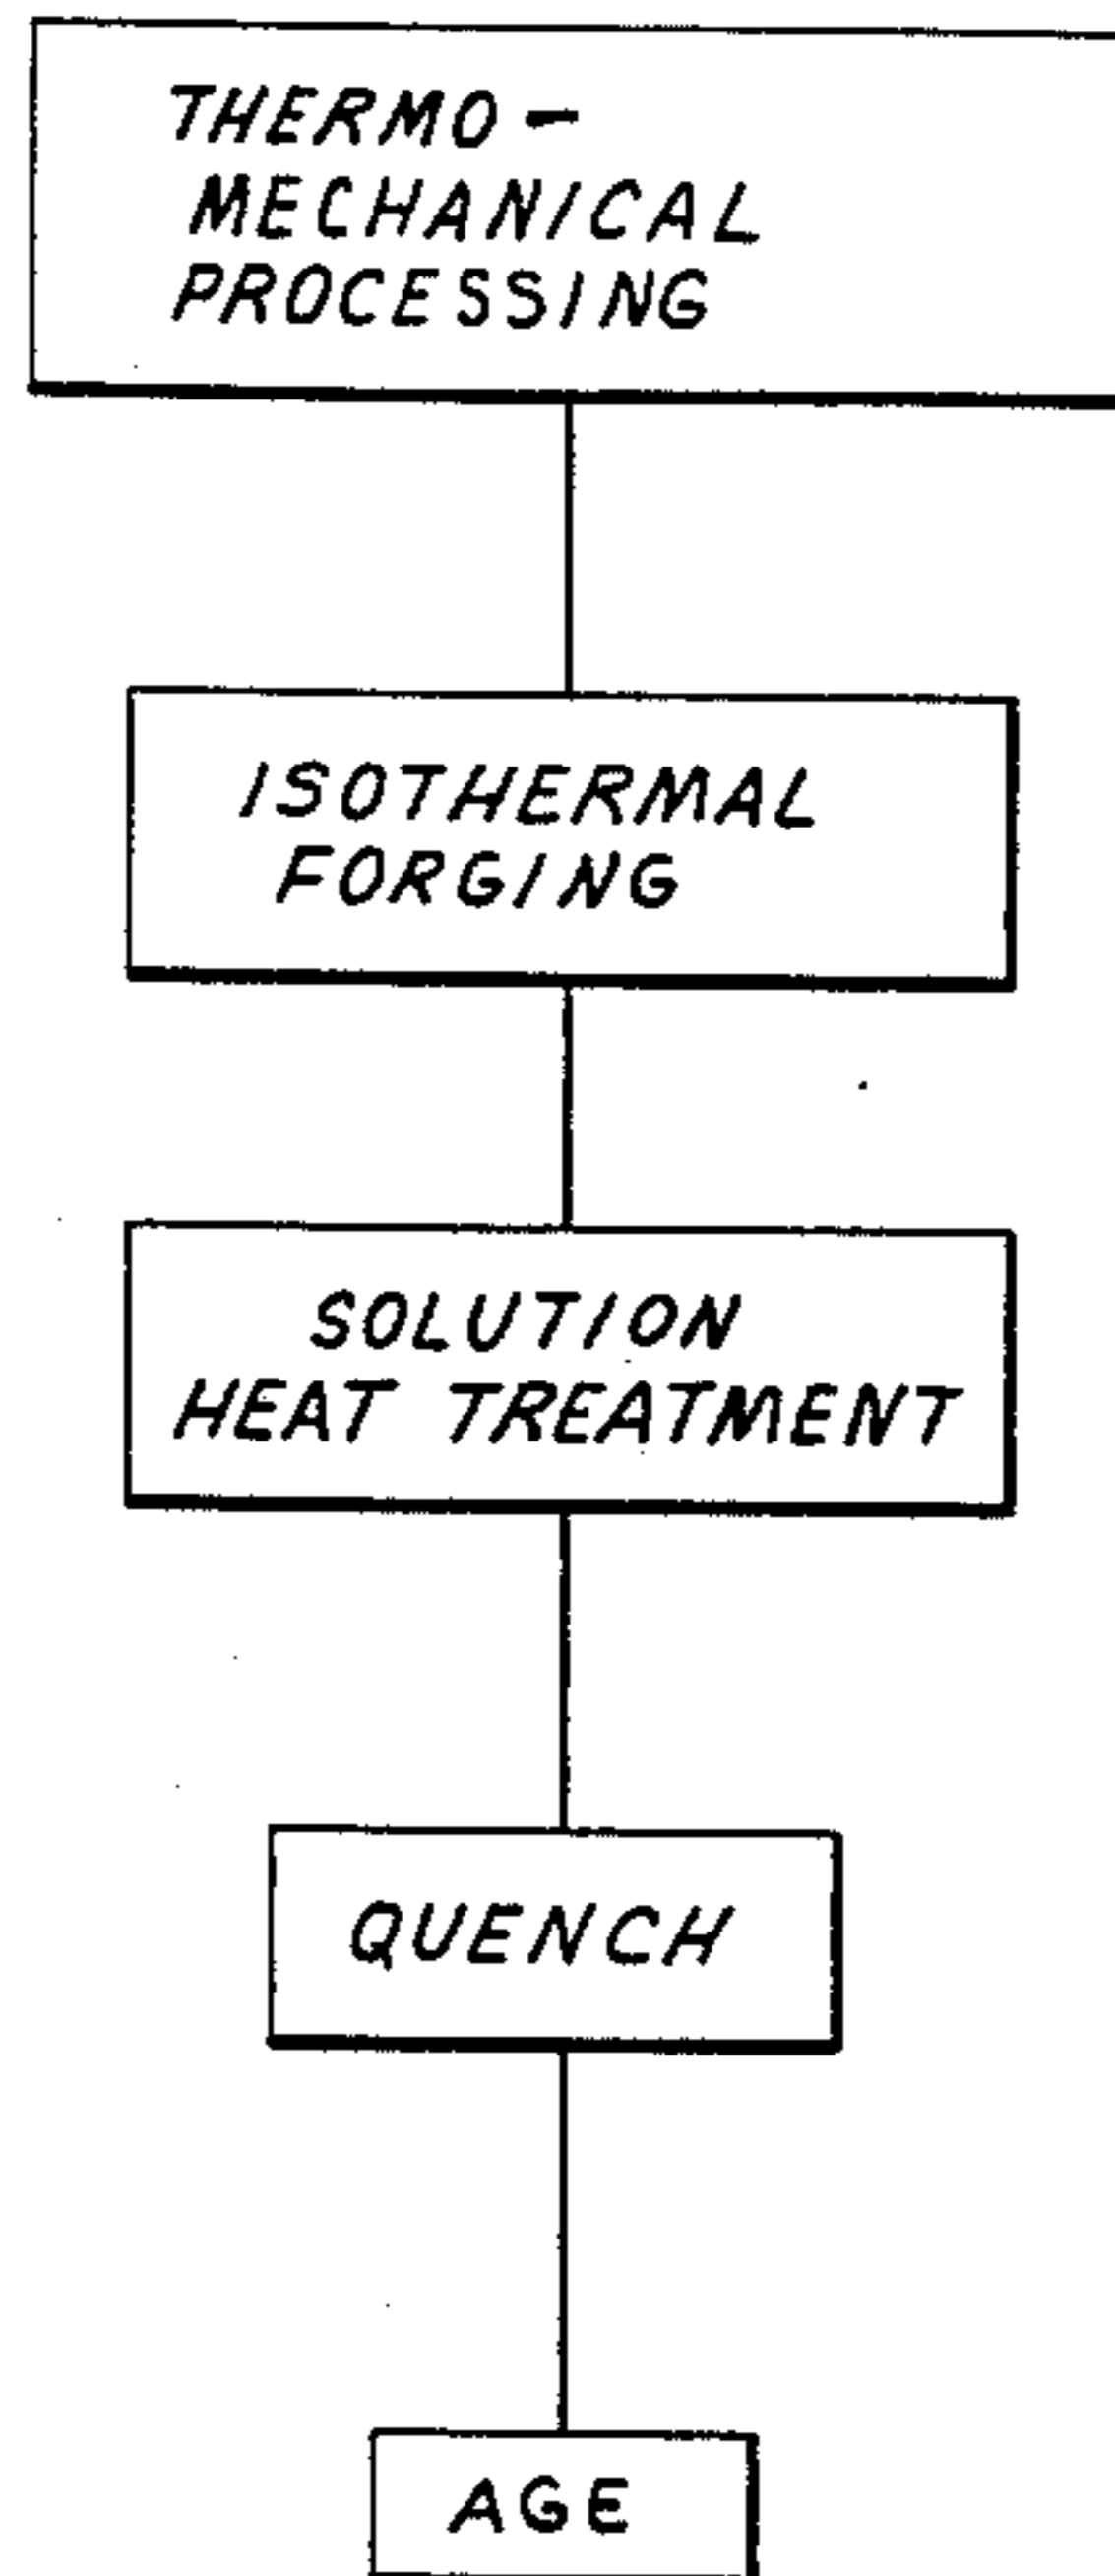 THERMO-
MECHANICAL
PROCESSING
ISOTHERMAL
FORGING
SOLUTION
HEAT TREATMENT
QUENCH
AGE